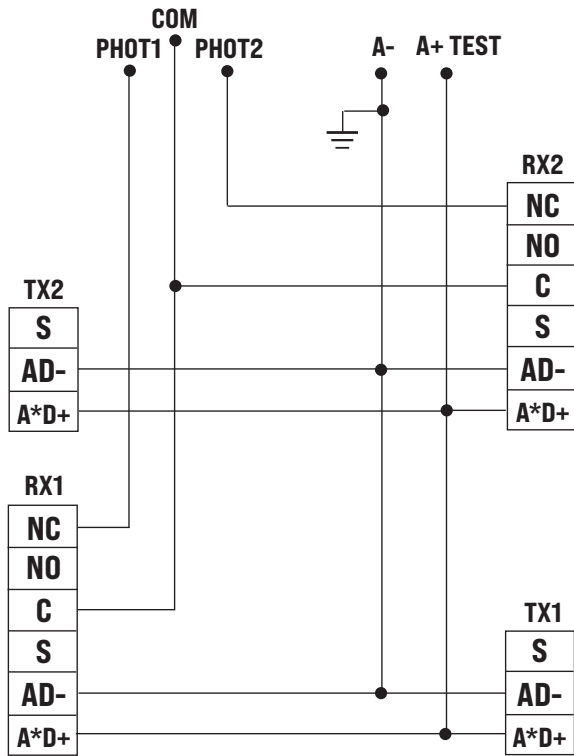 COM
PHOT1
PHOT2
A-
A+ TEST
RX2
NC
NO
C
S
AD-
A*D+
TX2
S
AD-
A*D+
RX1
NC
NO
C
S
AD-
A*D+
TX1
S
AD-
A*D+